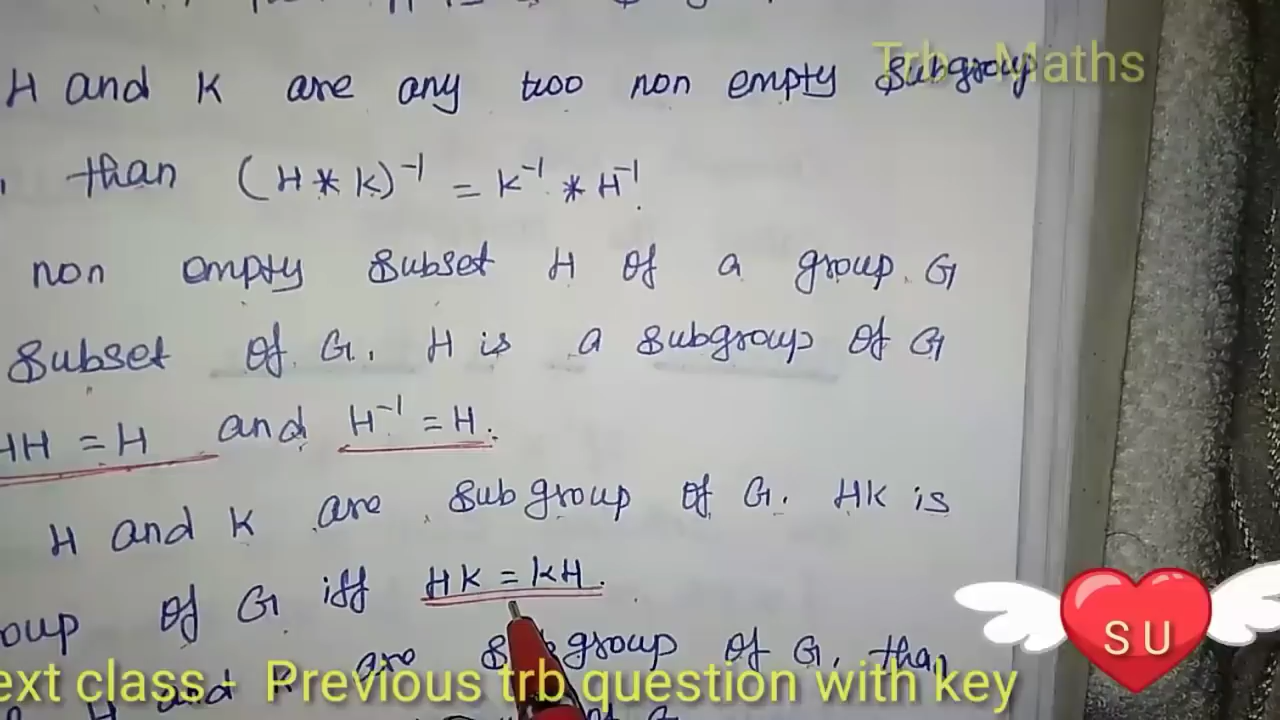 Trb - Maths
H and K are any two non empty Subgroup
than (H * K)⁻¹ = K⁻¹ * H⁻¹.
non empty Subset H of a group G
Subset of G. H is a subgroup of G
HH = H and H⁻¹ = H.
H and K are Subgroup of G. HK is
oup of G iff HK = KH.
and K are Subgroup of G, than
ext class - Previous trb question with key
S U